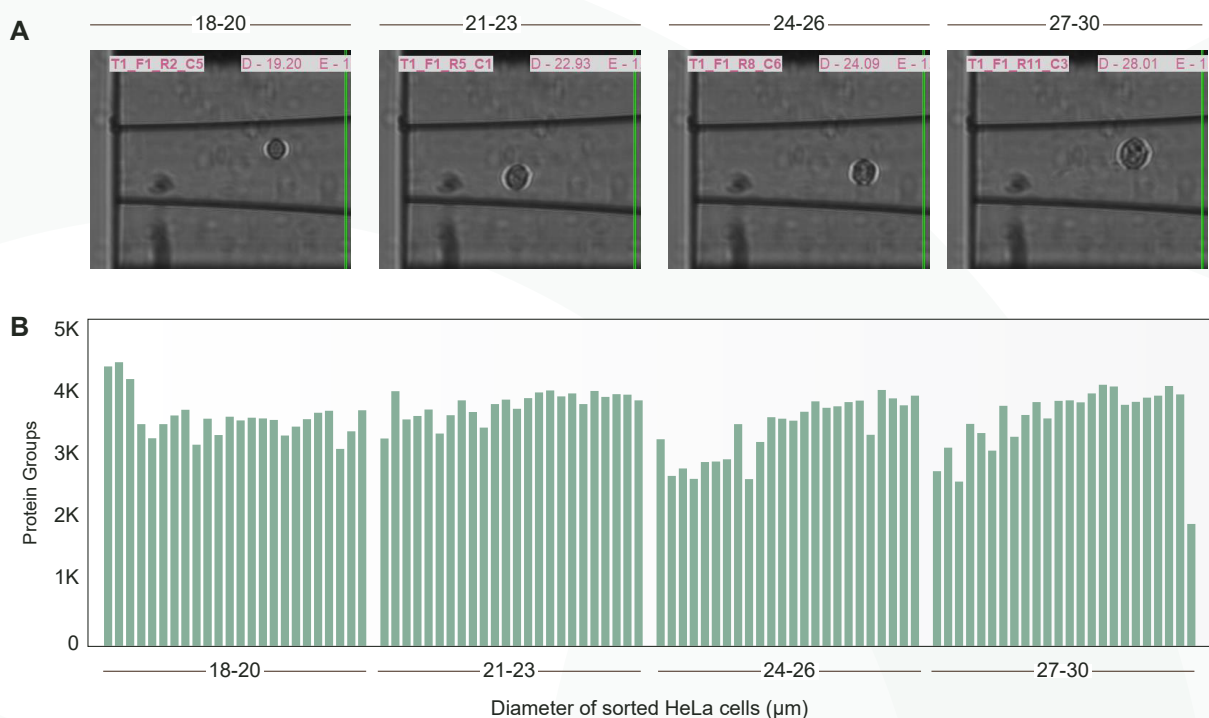 A
18-20
21-23
24-26
27-30
T1_F1_R2_C5 D - 19.20 E - 1
T1_F1_R5_C1 D - 22.93 E - 1
T1_F1_R8_C6 D - 24.09 E - 1
T1_F1_R11_C3 D - 28.01 E - 1
B
Protein Groups
5K
4K
3K
2K
1K
0
18-20
21-23
24-26
27-30
Diameter of sorted HeLa cells (µm)